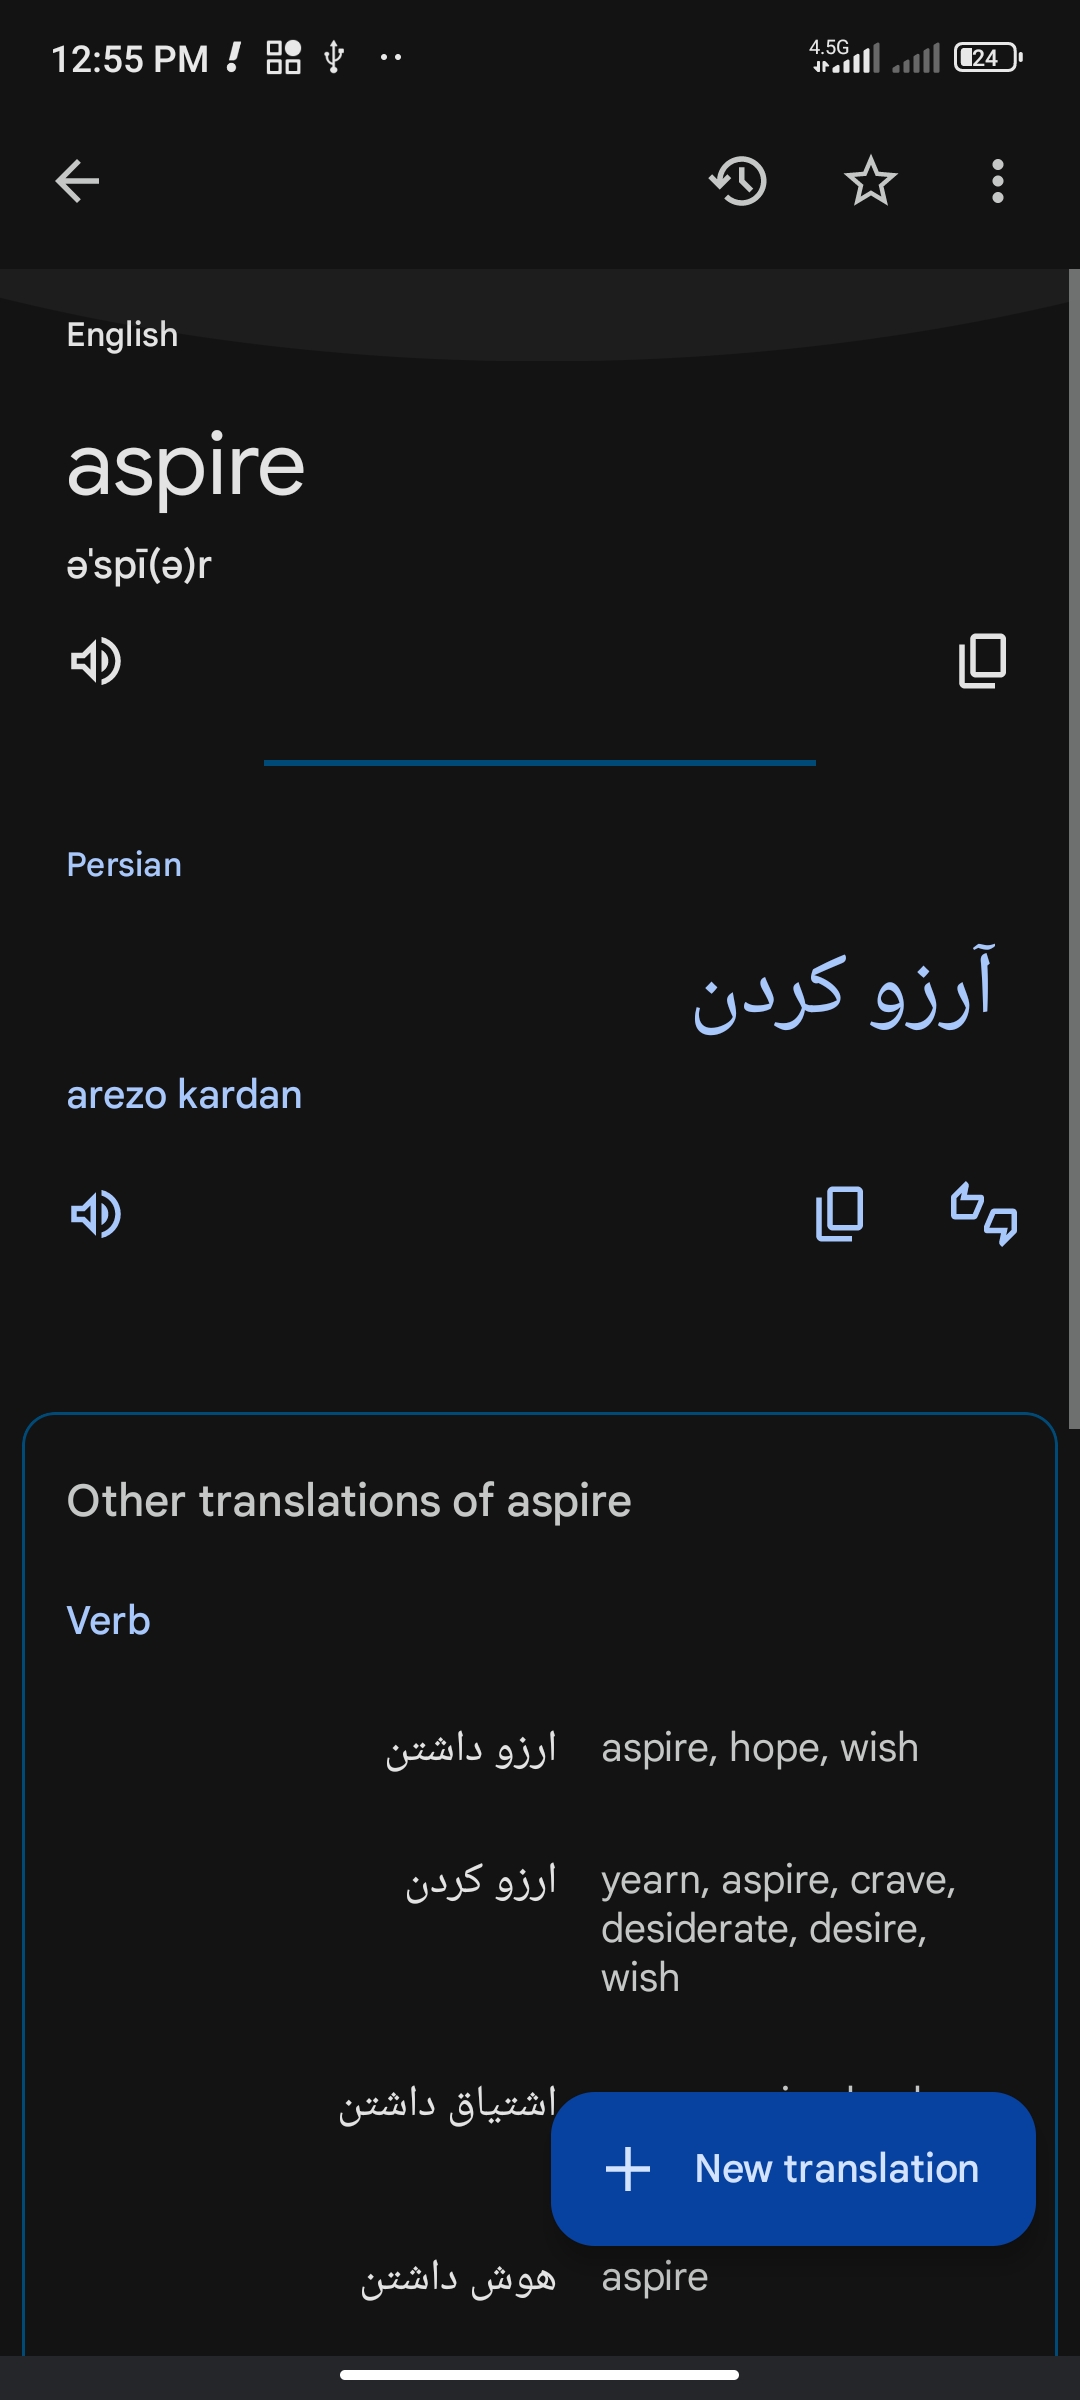 12:55 PM
4.5G
24
English
aspire
ə'spī(ə)r
Persian
آرزو کردن
arezo kardan
Other translations of aspire
Verb
ارزو داشتن
aspire, hope, wish
ارزو کردن
yearn, aspire, crave,
desiderate, desire,
wish
اشتیاق داشتن
New translation
هوش داشتن
aspire